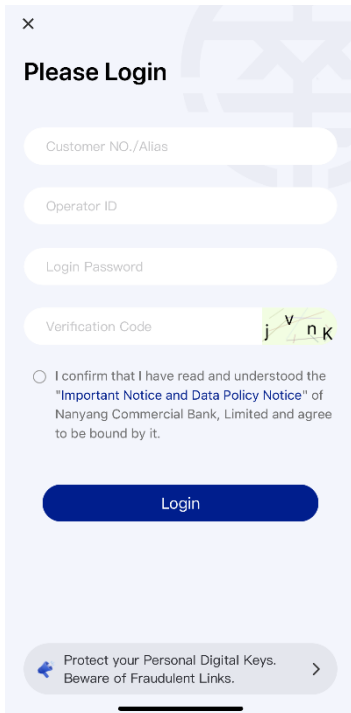 Please Login
Customer NO./Alias
Operator ID
Login Password
Verification Code
j v n K
I confirm that I have read and understood the
"Important Notice and Data Policy Notice" of
Nanyang Commercial Bank, Limited and agree
to be bound by it.
Login
Protect your Personal Digital Keys.
Beware of Fraudulent Links.